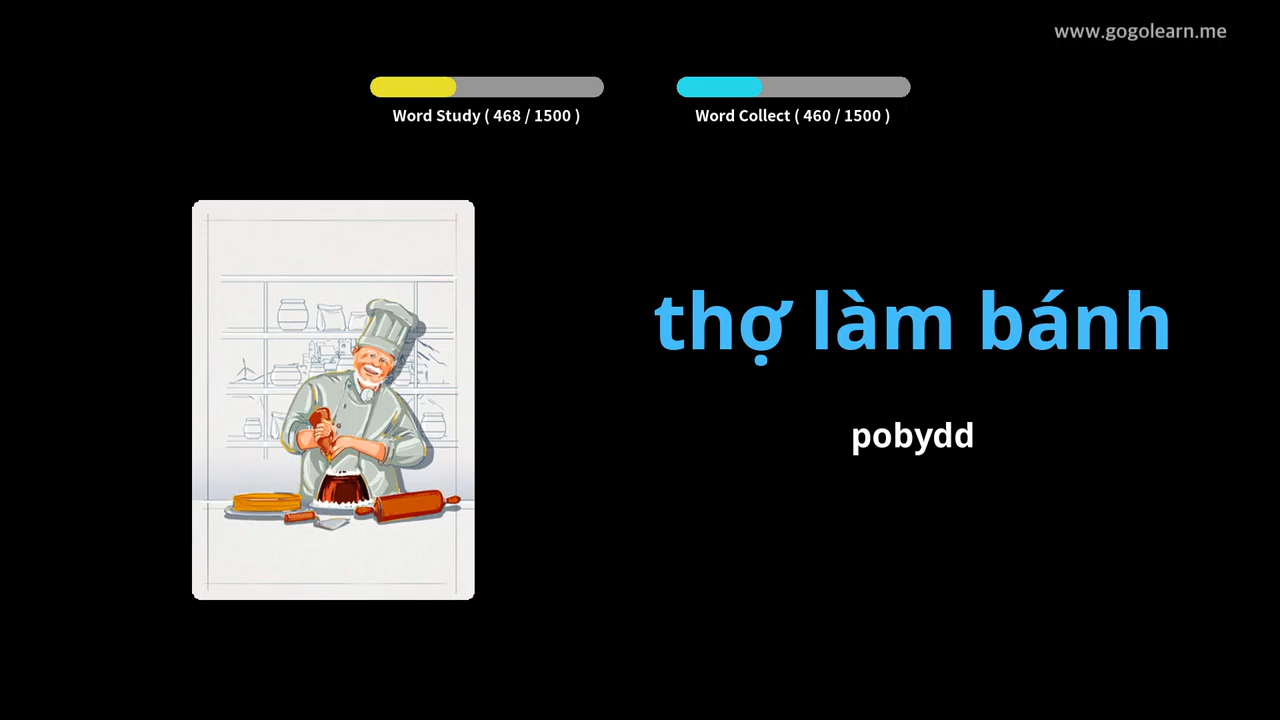 www.gogolearn.me
Word Study ( 468 / 1500 )
Word Collect ( 460 / 1500 )
thợ làm bánh
pobydd